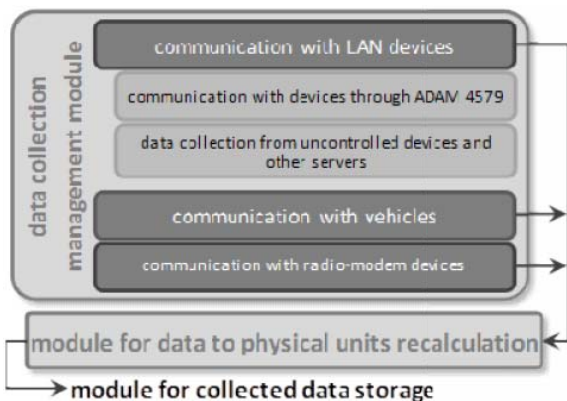 data collection
management module
communication with LAN devices
communication with devices through ADAM 4579
data collection from uncontrolled devices and
other servers
communication with vehicles
communication with radio-modem devices
module for data to physical units recalculation
module for collected data storage